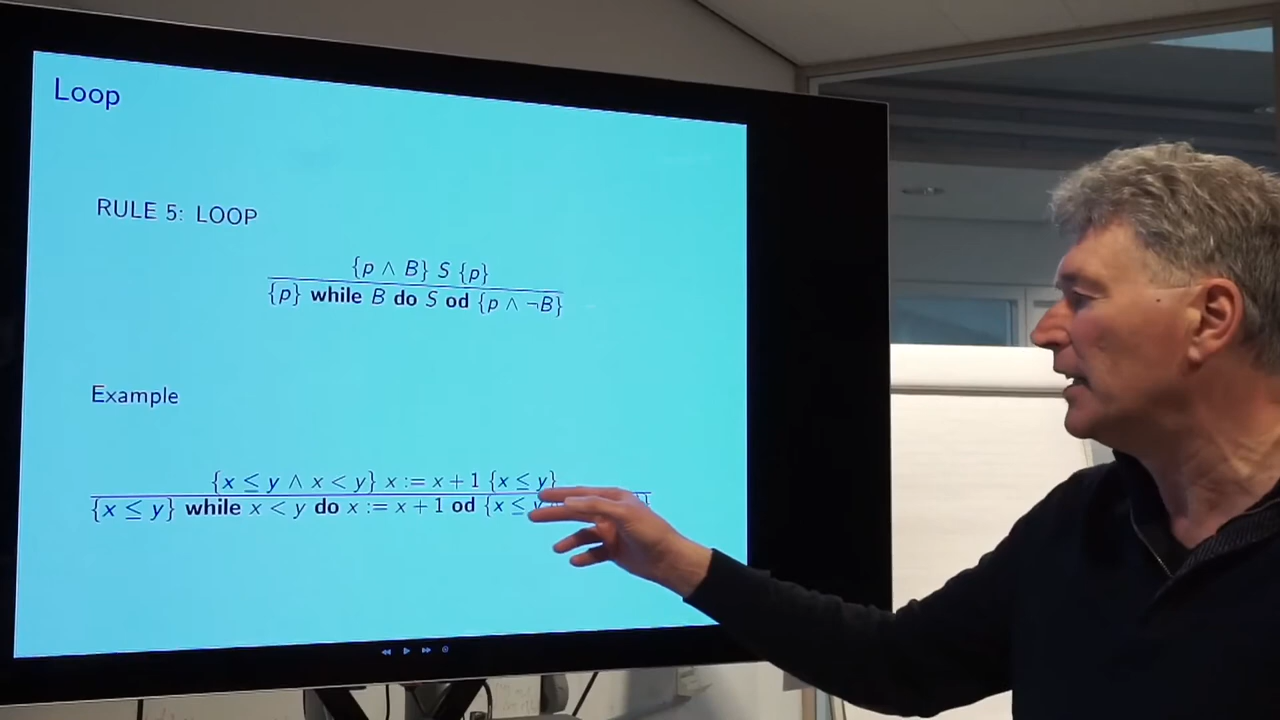 Loop
RULE 5: LOOP
{p ∧ B} S {p}
{p} while B do S od {p ∧ ¬B}
Example
{x ≤ y ∧ x < y} x := x + 1 {x ≤ y}
{x ≤ y} while x < y do x := x + 1 od {x ≤ y